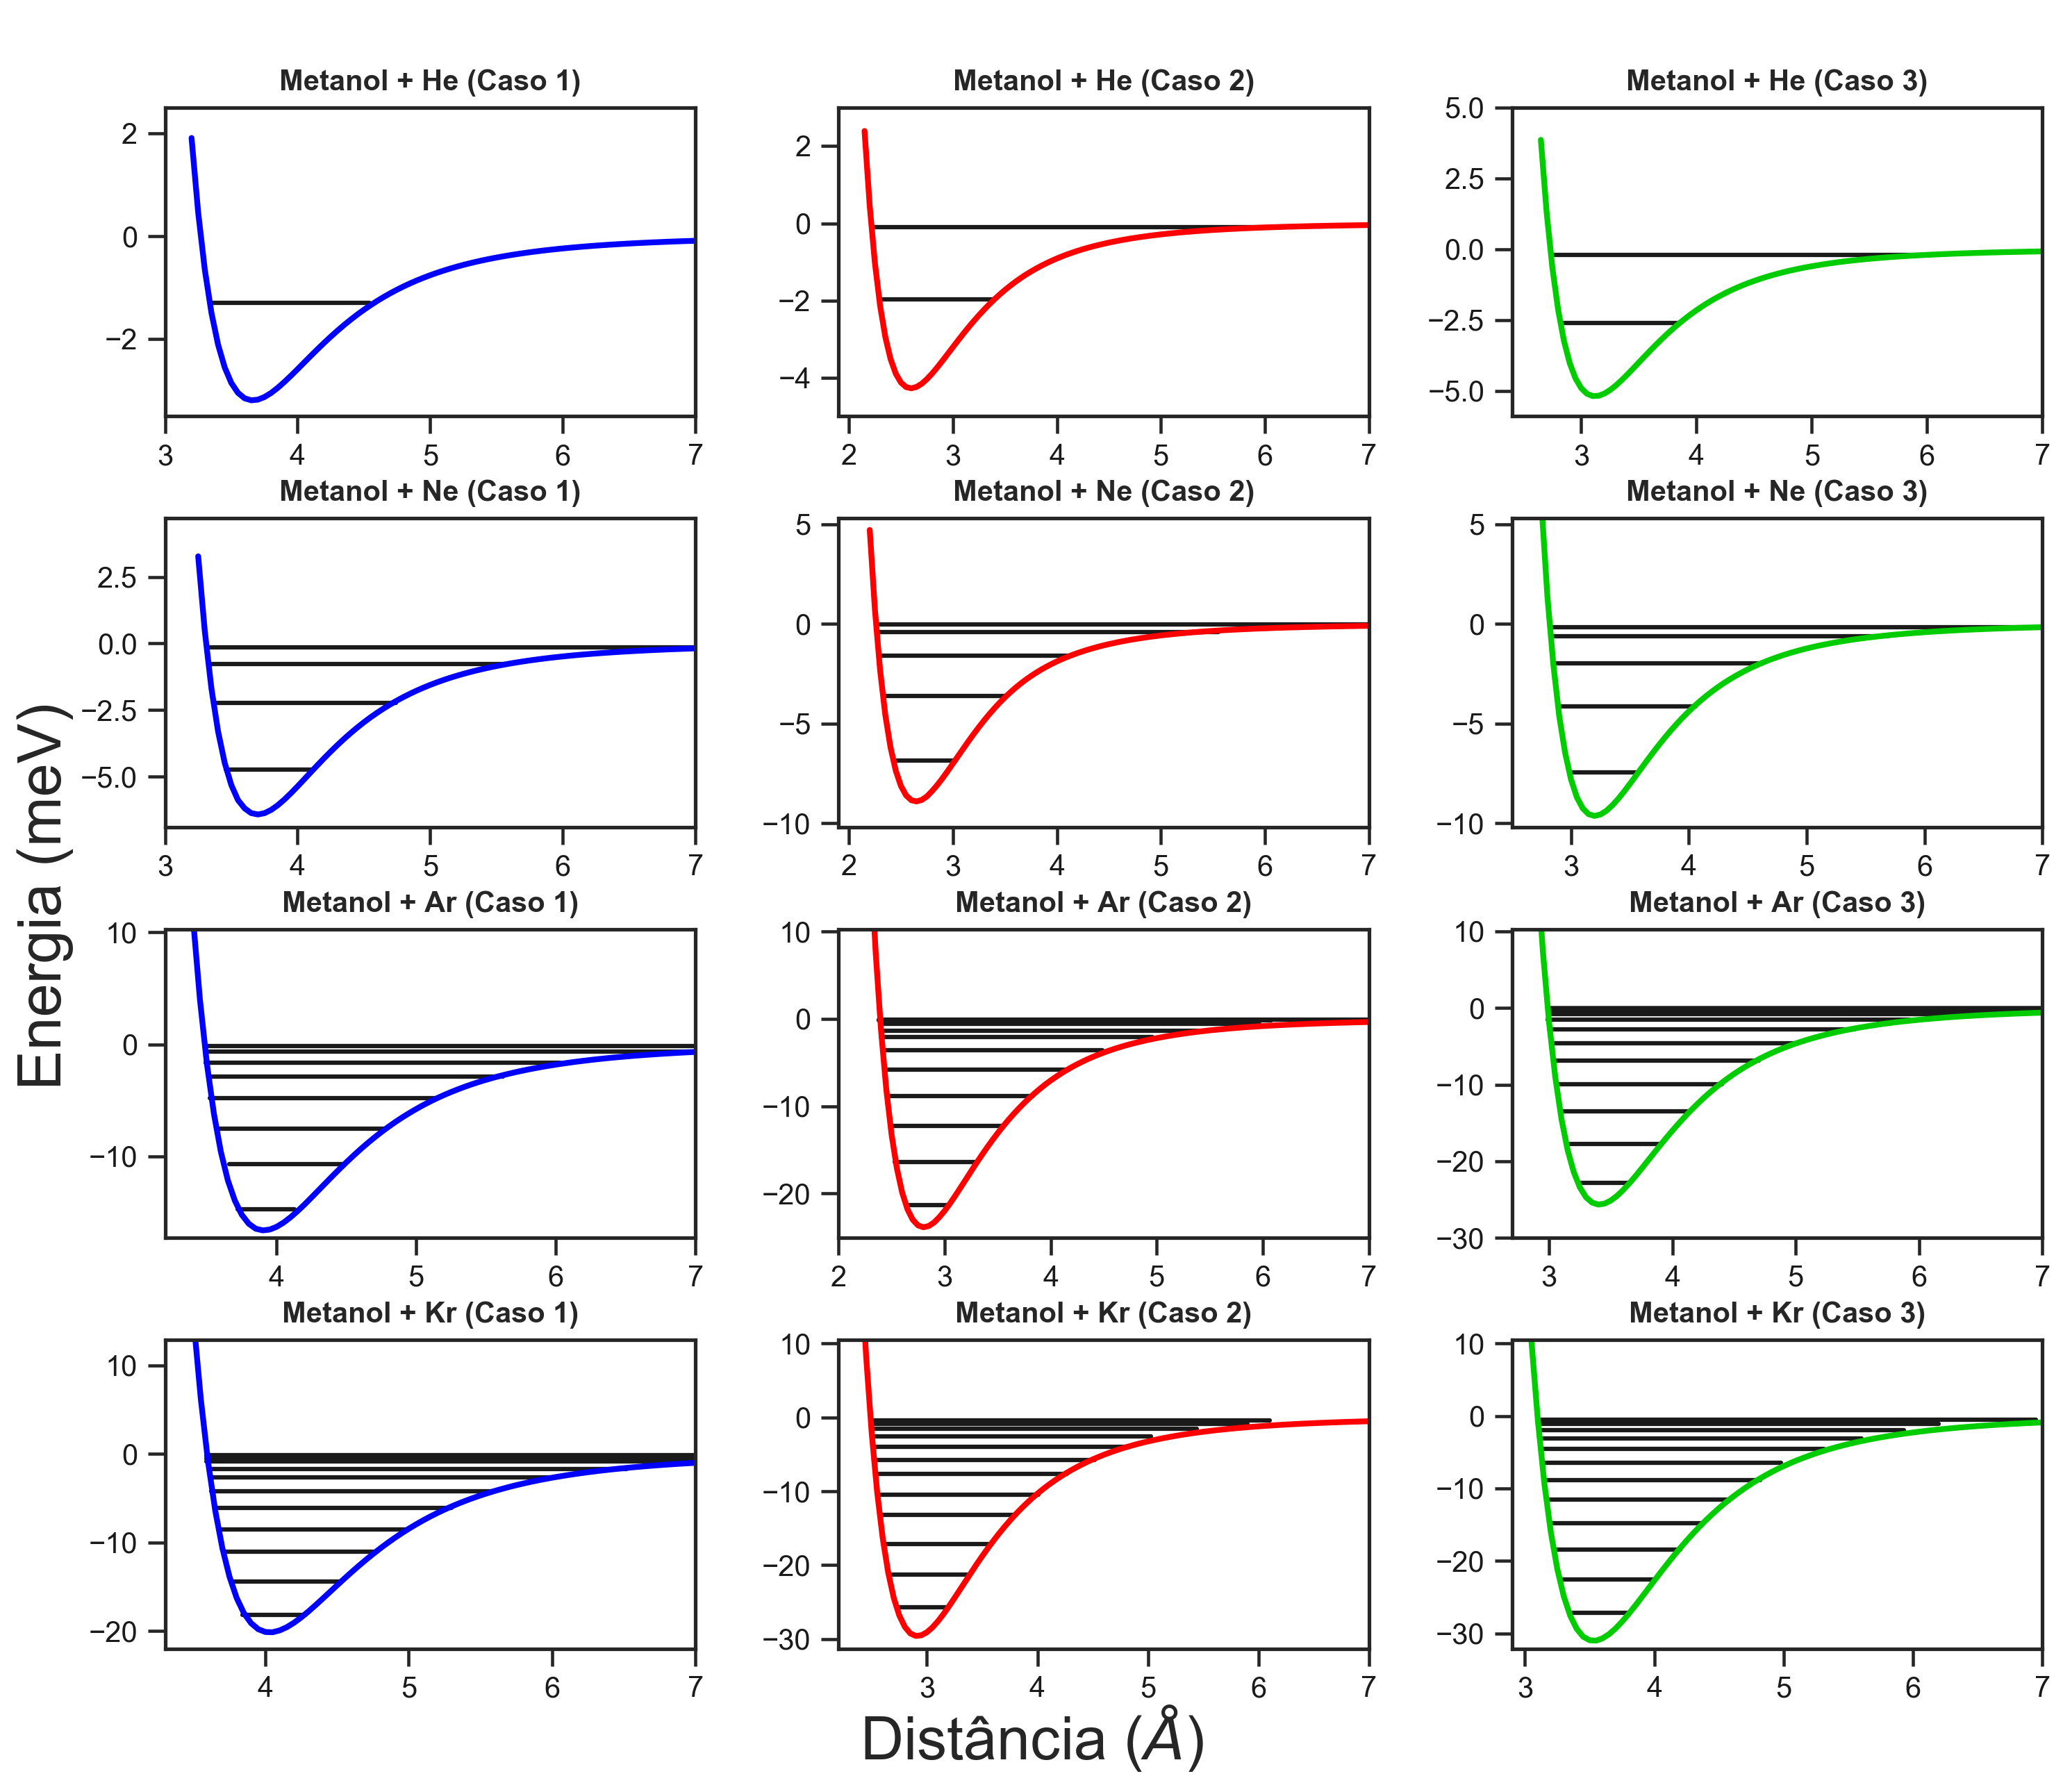 Metanol + He (Caso 1)
2
0
−2
3 4 5 6 7
Metanol + He (Caso 2)
2
0
−2
−4
2 3 4 5 6 7
Metanol + He (Caso 3)
5.0
2.5
0.0
−2.5
−5.0
3 4 5 6 7
Metanol + Ne (Caso 1)
2.5
0.0
−2.5
−5.0
3 4 5 6 7
Metanol + Ne (Caso 2)
5
0
−5
−10
2 3 4 5 6 7
Metanol + Ne (Caso 3)
5
0
−5
−10
3 4 5 6 7
Metanol + Ar (Caso 1)
10
0
−10
4 5 6 7
Metanol + Ar (Caso 2)
10
0
−10
−20
2 3 4 5 6 7
Metanol + Ar (Caso 3)
10
0
−10
−20
−30
3 4 5 6 7
Metanol + Kr (Caso 1)
10
0
−10
−20
4 5 6 7
Metanol + Kr (Caso 2)
10
0
−10
−20
−30
3 4 5 6 7
Metanol + Kr (Caso 3)
10
0
−10
−20
−30
3 4 5 6 7
Energia (meV)
Distância (Å)